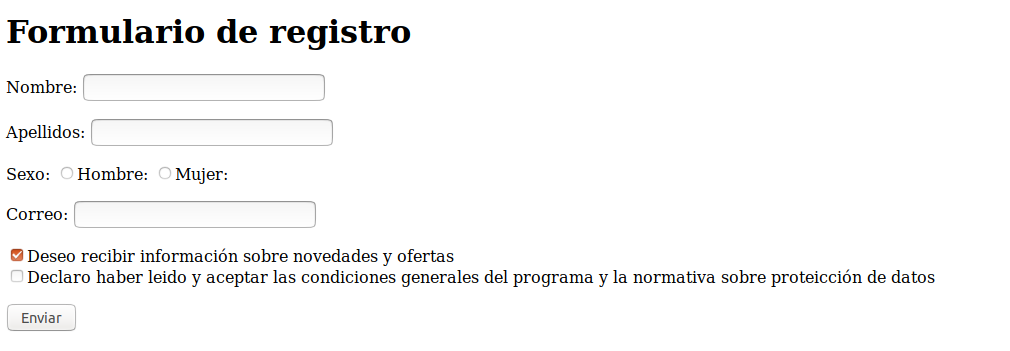 Formulario de registro
Nombre:
Apellidos:
Sexo: Hombre: Mujer:
Correo:
Deseo recibir información sobre novedades y ofertas
Declaro haber leido y aceptar las condiciones generales del programa y la normativa sobre proteicción de datos
Enviar